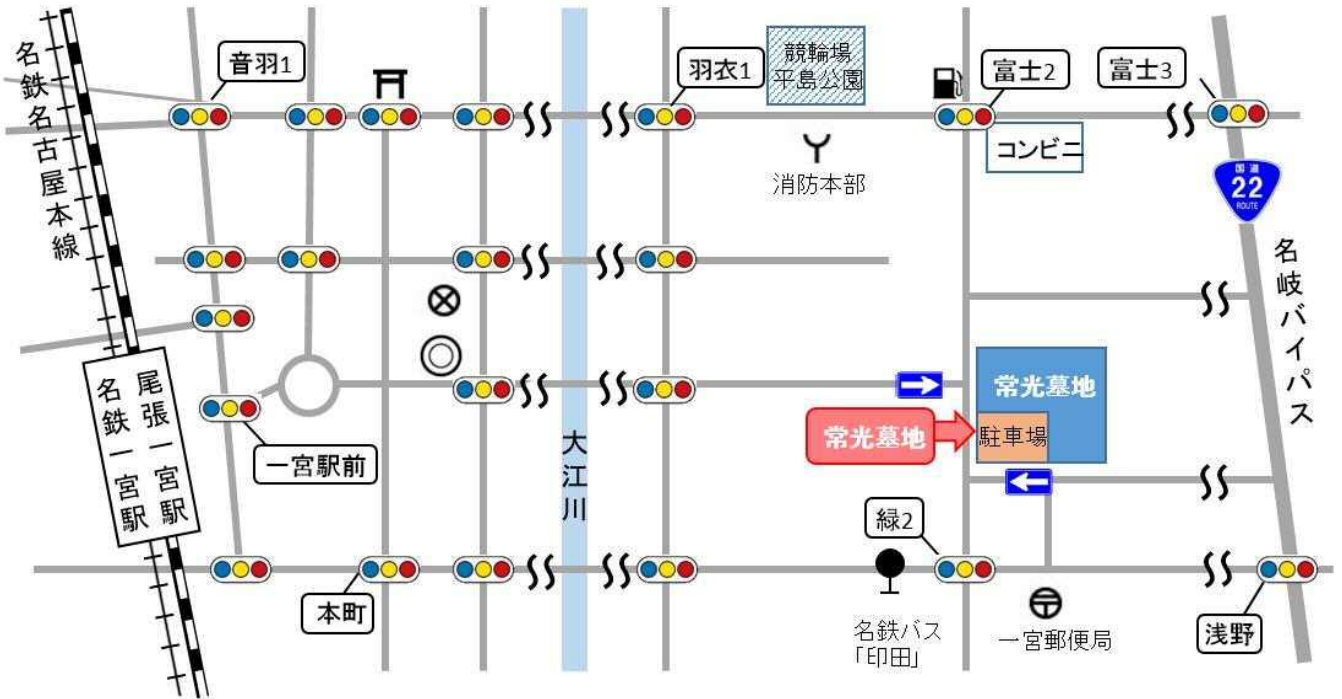 名鉄名古屋本線
音羽1
羽衣1
競輪場
平島公園
富士2
富士3
コンビニ
消防本部
国道
22
ROUTE
名岐バイパス
尾張一宮駅
名鉄一宮駅
一宮駅前
大江川
常光墓地
常光墓地
駐車場
本町
緑2
名鉄バス
「印田」
一宮郵便局
浅野